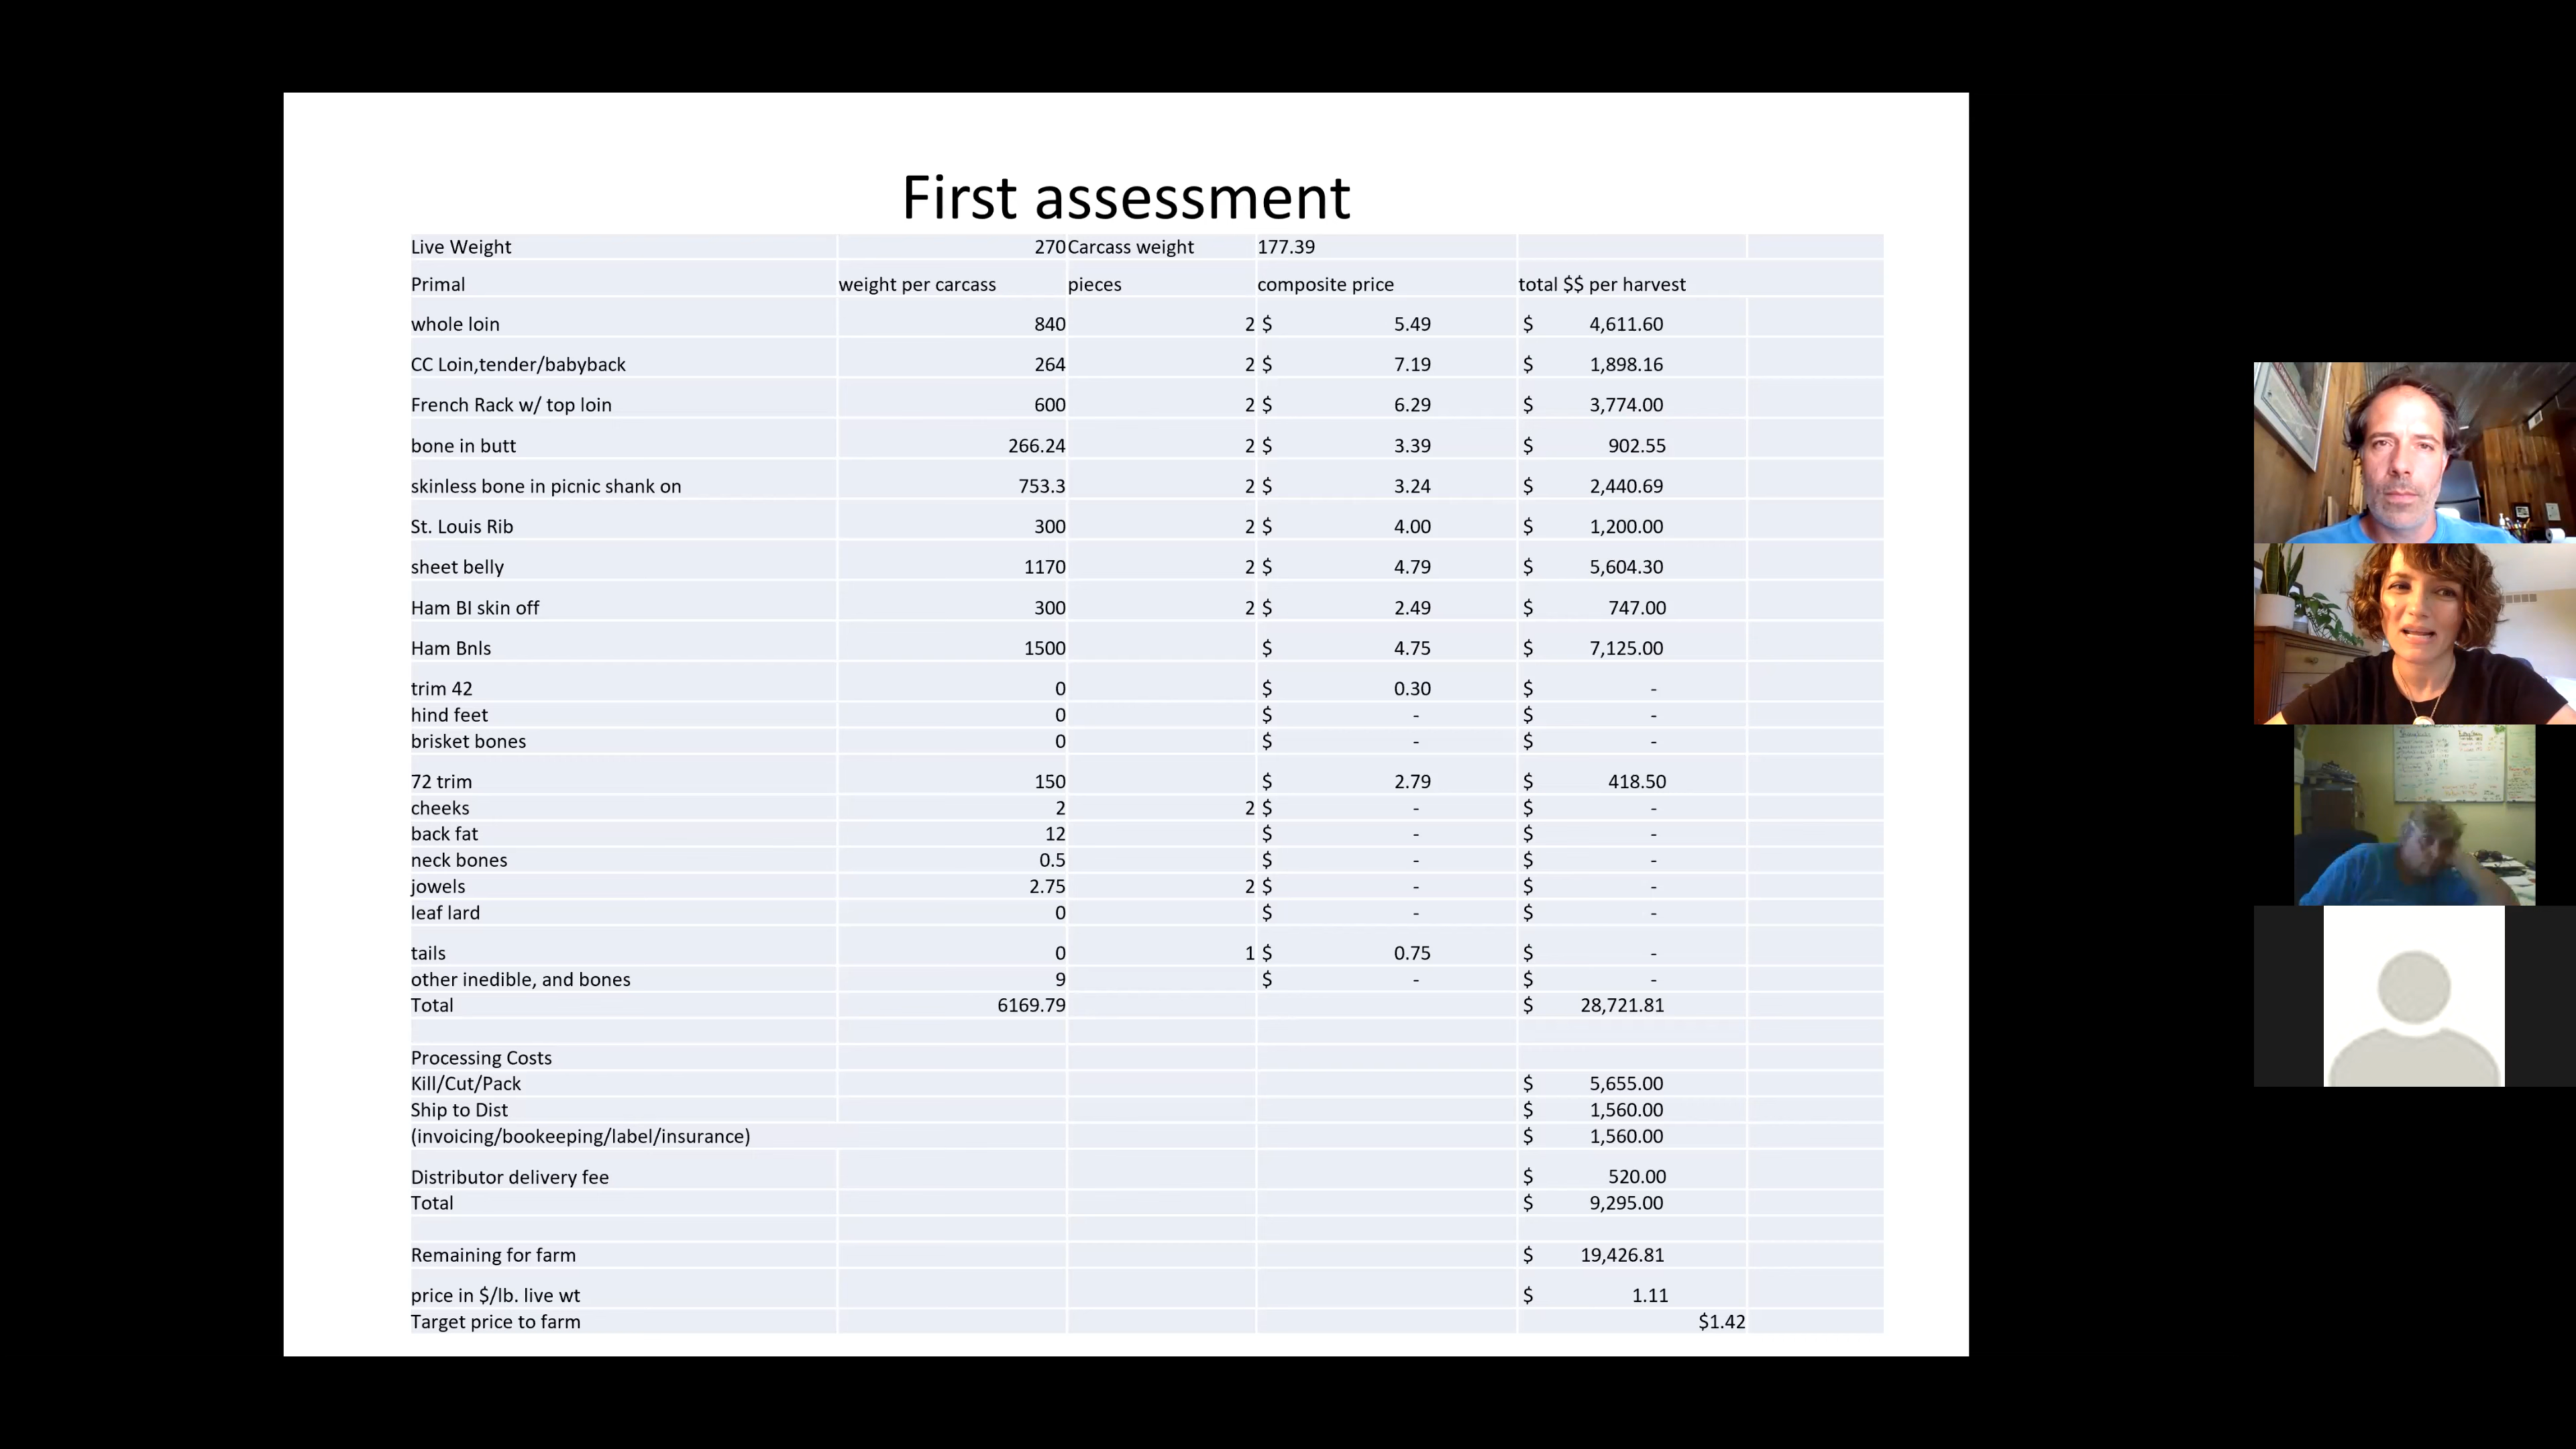 First assessment
Live Weight 270 Carcass weight 177.39
Primal weight per carcass pieces composite price total $$ per harvest
whole loin 840 2 $ 5.49 $ 4,611.60
CC Loin,tender/babyback 264 2 $ 7.19 $ 1,898.16
French Rack w/ top loin 600 2 $ 6.29 $ 3,774.00
bone in butt 266.24 2 $ 3.39 $ 902.55
skinless bone in picnic shank on 753.3 2 $ 3.24 $ 2,440.69
St. Louis Rib 300 2 $ 4.00 $ 1,200.00
sheet belly 1170 2 $ 4.79 $ 5,604.30
Ham BI skin off 300 2 $ 2.49 $ 747.00
Ham Bnls 1500 $ 4.75 $ 7,125.00
trim 42 0 $ 0.30 $ -
hind feet 0 $ - $ -
brisket bones 0 $ - $ -
72 trim 150 $ 2.79 $ 418.50
cheeks 2 2 $ - $ -
back fat 12 $ - $ -
neck bones 0.5 $ - $ -
jowels 2.75 2 $ - $ -
leaf lard 0 $ - $ -
tails 0 1 $ 0.75 $ -
other inedible, and bones 9 $ - $ -
Total 6169.79 $ 28,721.81
Processing Costs
Kill/Cut/Pack $ 5,655.00
Ship to Dist $ 1,560.00
(invoicing/bookeeping/label/insurance) $ 1,560.00
Distributor delivery fee $ 520.00
Total $ 9,295.00
Remaining for farm $ 19,426.81
price in $/lb. live wt $ 1.11
Target price to farm $1.42